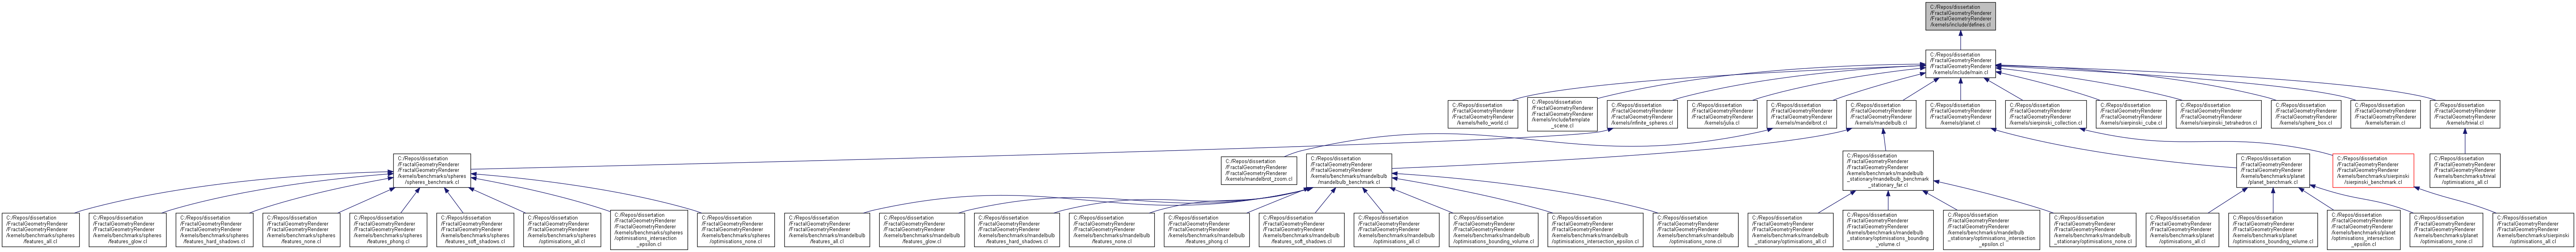 C:/Repos/dissertation
/FractalGeometryRenderer
/FractalGeometryRenderer
/kernels/include/defines.cl
C:/Repos/dissertation
/FractalGeometryRenderer
/FractalGeometryRenderer
/kernels/include/main.cl
C:/Repos/dissertation
/FractalGeometryRenderer
/FractalGeometryRenderer
/kernels/hello_world.cl
C:/Repos/dissertation
/FractalGeometryRenderer
/FractalGeometryRenderer
/kernels/include/template
_scene.cl
C:/Repos/dissertation
/FractalGeometryRenderer
/FractalGeometryRenderer
/kernels/infinite_spheres.cl
C:/Repos/dissertation
/FractalGeometryRenderer
/FractalGeometryRenderer
/kernels/julia.cl
C:/Repos/dissertation
/FractalGeometryRenderer
/FractalGeometryRenderer
/kernels/mandelbrot.cl
C:/Repos/dissertation
/FractalGeometryRenderer
/FractalGeometryRenderer
/kernels/mandelbulb.cl
C:/Repos/dissertation
/FractalGeometryRenderer
/FractalGeometryRenderer
/kernels/planet.cl
C:/Repos/dissertation
/FractalGeometryRenderer
/FractalGeometryRenderer
/kernels/sierpinski_collection.cl
C:/Repos/dissertation
/FractalGeometryRenderer
/FractalGeometryRenderer
/kernels/sierpinski_cube.cl
C:/Repos/dissertation
/FractalGeometryRenderer
/FractalGeometryRenderer
/kernels/sierpinski_tetrahedron.cl
C:/Repos/dissertation
/FractalGeometryRenderer
/FractalGeometryRenderer
/kernels/sphere_box.cl
C:/Repos/dissertation
/FractalGeometryRenderer
/FractalGeometryRenderer
/kernels/terrain.cl
C:/Repos/dissertation
/FractalGeometryRenderer
/FractalGeometryRenderer
/kernels/trivial.cl
C:/Repos/dissertation
/FractalGeometryRenderer
/FractalGeometryRenderer
/kernels/benchmarks/spheres
/spheres_benchmark.cl
C:/Repos/dissertation
/FractalGeometryRenderer
/FractalGeometryRenderer
/kernels/mandelbrot_zoom.cl
C:/Repos/dissertation
/FractalGeometryRenderer
/FractalGeometryRenderer
/kernels/benchmarks/mandelbulb
/mandelbulb_benchmark.cl
C:/Repos/dissertation
/FractalGeometryRenderer
/FractalGeometryRenderer
/kernels/benchmarks/mandelbulb
_stationary/mandelbulb_benchmark
_stationary_far.cl
C:/Repos/dissertation
/FractalGeometryRenderer
/FractalGeometryRenderer
/kernels/benchmarks/planet
/planet_benchmark.cl
C:/Repos/dissertation
/FractalGeometryRenderer
/FractalGeometryRenderer
/kernels/benchmarks/sierpinski
/sierpinski_benchmark.cl
C:/Repos/dissertation
/FractalGeometryRenderer
/FractalGeometryRenderer
/kernels/benchmarks/trivial
/optimisations_all.cl
C:/Repos/dissertation
/FractalGeometryRenderer
/FractalGeometryRenderer
/kernels/benchmarks/spheres
/features_all.cl
C:/Repos/dissertation
/FractalGeometryRenderer
/FractalGeometryRenderer
/kernels/benchmarks/spheres
/features_glow.cl
C:/Repos/dissertation
/FractalGeometryRenderer
/FractalGeometryRenderer
/kernels/benchmarks/spheres
/features_hard_shadows.cl
C:/Repos/dissertation
/FractalGeometryRenderer
/FractalGeometryRenderer
/kernels/benchmarks/spheres
/features_none.cl
C:/Repos/dissertation
/FractalGeometryRenderer
/FractalGeometryRenderer
/kernels/benchmarks/spheres
/features_phong.cl
C:/Repos/dissertation
/FractalGeometryRenderer
/FractalGeometryRenderer
/kernels/benchmarks/spheres
/features_soft_shadows.cl
C:/Repos/dissertation
/FractalGeometryRenderer
/FractalGeometryRenderer
/kernels/benchmarks/spheres
/optimisations_all.cl
C:/Repos/dissertation
/FractalGeometryRenderer
/FractalGeometryRenderer
/kernels/benchmarks/spheres
/optimisations_intersection
_epsilon.cl
C:/Repos/dissertation
/FractalGeometryRenderer
/FractalGeometryRenderer
/kernels/benchmarks/spheres
/optimisations_none.cl
C:/Repos/dissertation
/FractalGeometryRenderer
/FractalGeometryRenderer
/kernels/benchmarks/mandelbulb
/features_all.cl
C:/Repos/dissertation
/FractalGeometryRenderer
/FractalGeometryRenderer
/kernels/benchmarks/mandelbulb
/features_glow.cl
C:/Repos/dissertation
/FractalGeometryRenderer
/FractalGeometryRenderer
/kernels/benchmarks/mandelbulb
/features_hard_shadows.cl
C:/Repos/dissertation
/FractalGeometryRenderer
/FractalGeometryRenderer
/kernels/benchmarks/mandelbulb
/features_none.cl
C:/Repos/dissertation
/FractalGeometryRenderer
/FractalGeometryRenderer
/kernels/benchmarks/mandelbulb
/features_phong.cl
C:/Repos/dissertation
/FractalGeometryRenderer
/FractalGeometryRenderer
/kernels/benchmarks/mandelbulb
/features_soft_shadows.cl
C:/Repos/dissertation
/FractalGeometryRenderer
/FractalGeometryRenderer
/kernels/benchmarks/mandelbulb
/optimisations_all.cl
C:/Repos/dissertation
/FractalGeometryRenderer
/FractalGeometryRenderer
/kernels/benchmarks/mandelbulb
/optimisations_bounding_volume.cl
C:/Repos/dissertation
/FractalGeometryRenderer
/FractalGeometryRenderer
/kernels/benchmarks/mandelbulb
/optimisations_intersection_epsilon.cl
C:/Repos/dissertation
/FractalGeometryRenderer
/FractalGeometryRenderer
/kernels/benchmarks/mandelbulb
/optimisations_none.cl
C:/Repos/dissertation
/FractalGeometryRenderer
/FractalGeometryRenderer
/kernels/benchmarks/mandelbulb
_stationary/optimisations_all.cl
C:/Repos/dissertation
/FractalGeometryRenderer
/FractalGeometryRenderer
/kernels/benchmarks/mandelbulb
_stationary/optimisations_bounding
_volume.cl
C:/Repos/dissertation
/FractalGeometryRenderer
/FractalGeometryRenderer
/kernels/benchmarks/mandelbulb
_stationary/optimisations_intersection
_epsilon.cl
C:/Repos/dissertation
/FractalGeometryRenderer
/FractalGeometryRenderer
/kernels/benchmarks/mandelbulb
_stationary/optimisations_none.cl
C:/Repos/dissertation
/FractalGeometryRenderer
/FractalGeometryRenderer
/kernels/benchmarks/planet
/optimisations_all.cl
C:/Repos/dissertation
/FractalGeometryRenderer
/FractalGeometryRenderer
/kernels/benchmarks/planet
/optimisations_bounding_volume.cl
C:/Repos/dissertation
/FractalGeometryRenderer
/FractalGeometryRenderer
/kernels/benchmarks/planet
/optimisations_intersection
_epsilon.cl
C:/Repos/dissertation
/FractalGeometryRenderer
/FractalGeometryRenderer
/kernels/benchmarks/planet
/optimisations_none.cl
C:/Repos/dissertation
/FractalGeometryRenderer
/FractalGeometryRenderer
/kernels/benchmarks/sierpinski
/optimisations_all.cl